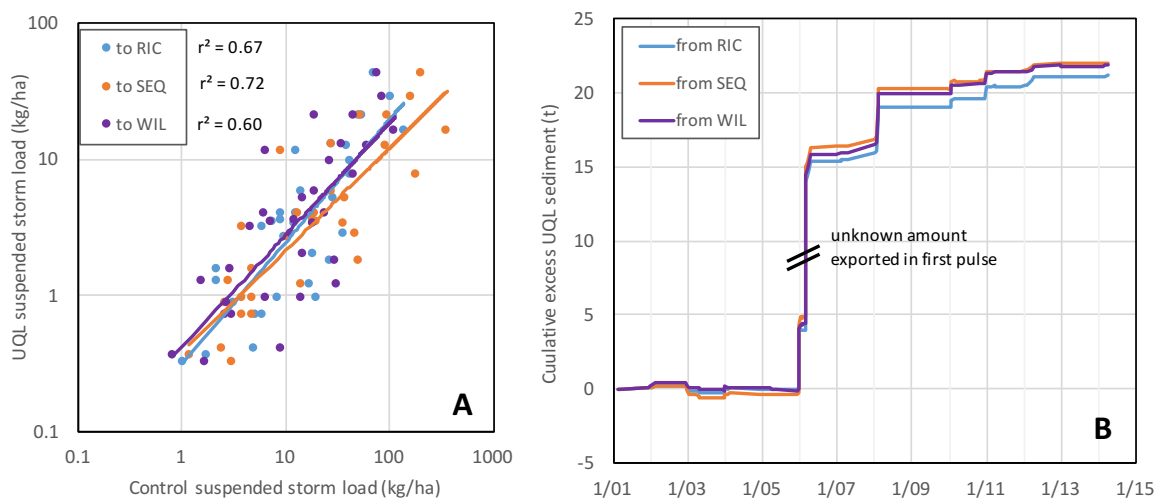 100
10
1
0.1
UQL suspended storm load (kg/ha)
to RIC r² = 0.67
to SEQ r² = 0.72
to WIL r² = 0.60
A
0.1 1 10 100 1000
Control suspended storm load (kg/ha)
25
20
15
10
5
0
-5
Cuulative excess UQL sediment (t)
from RIC
from SEQ
from WIL
unknown amount
exported in first pulse
B
1/01 1/03 1/05 1/07 1/09 1/11 1/13 1/15